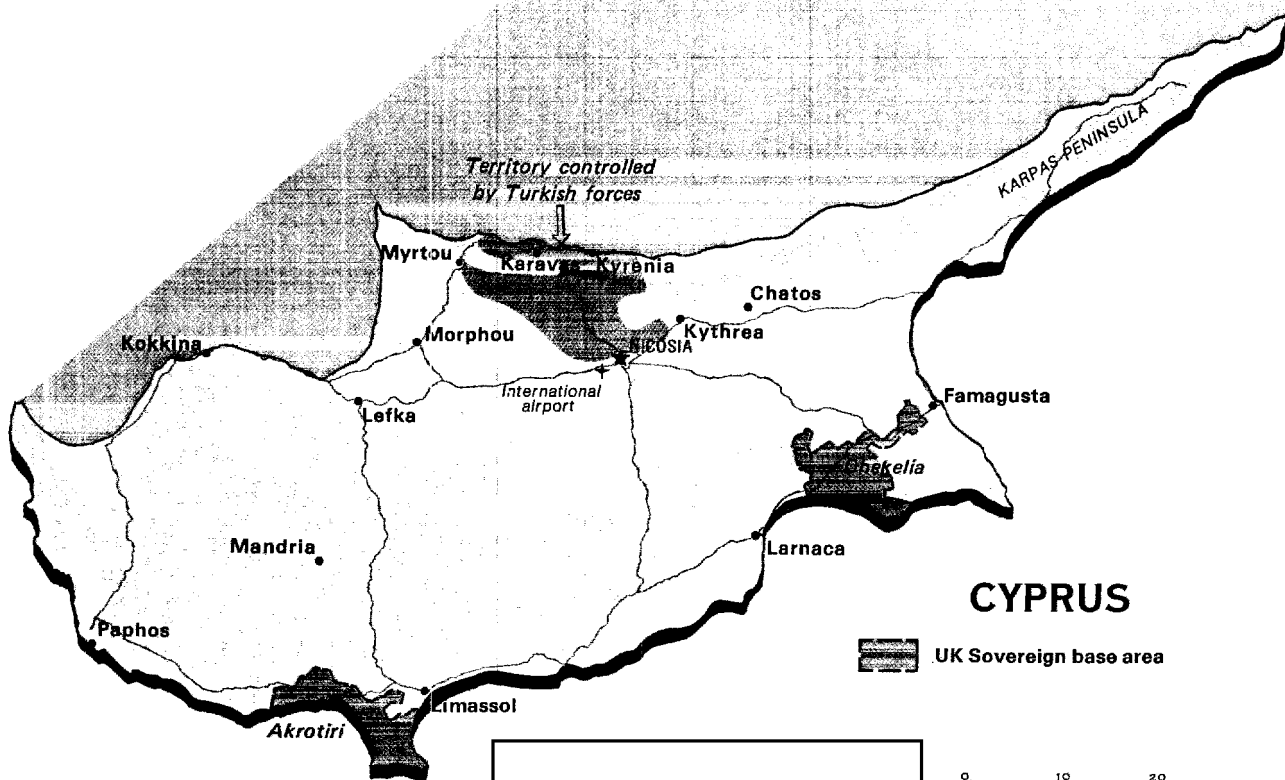 Territory controlled
by Turkish forces
KARPAS PENINSULA
Myrtou
Karavas
Kyrenia
Chatos
Kythrea
Kokkina
Morphou
NICOSIA
International
airport
Lefka
Famagusta
Dhekelia
Mandria
Larnaca
CYPRUS
Paphos
UK Sovereign base area
Limassol
Akrotiri
0 10 20